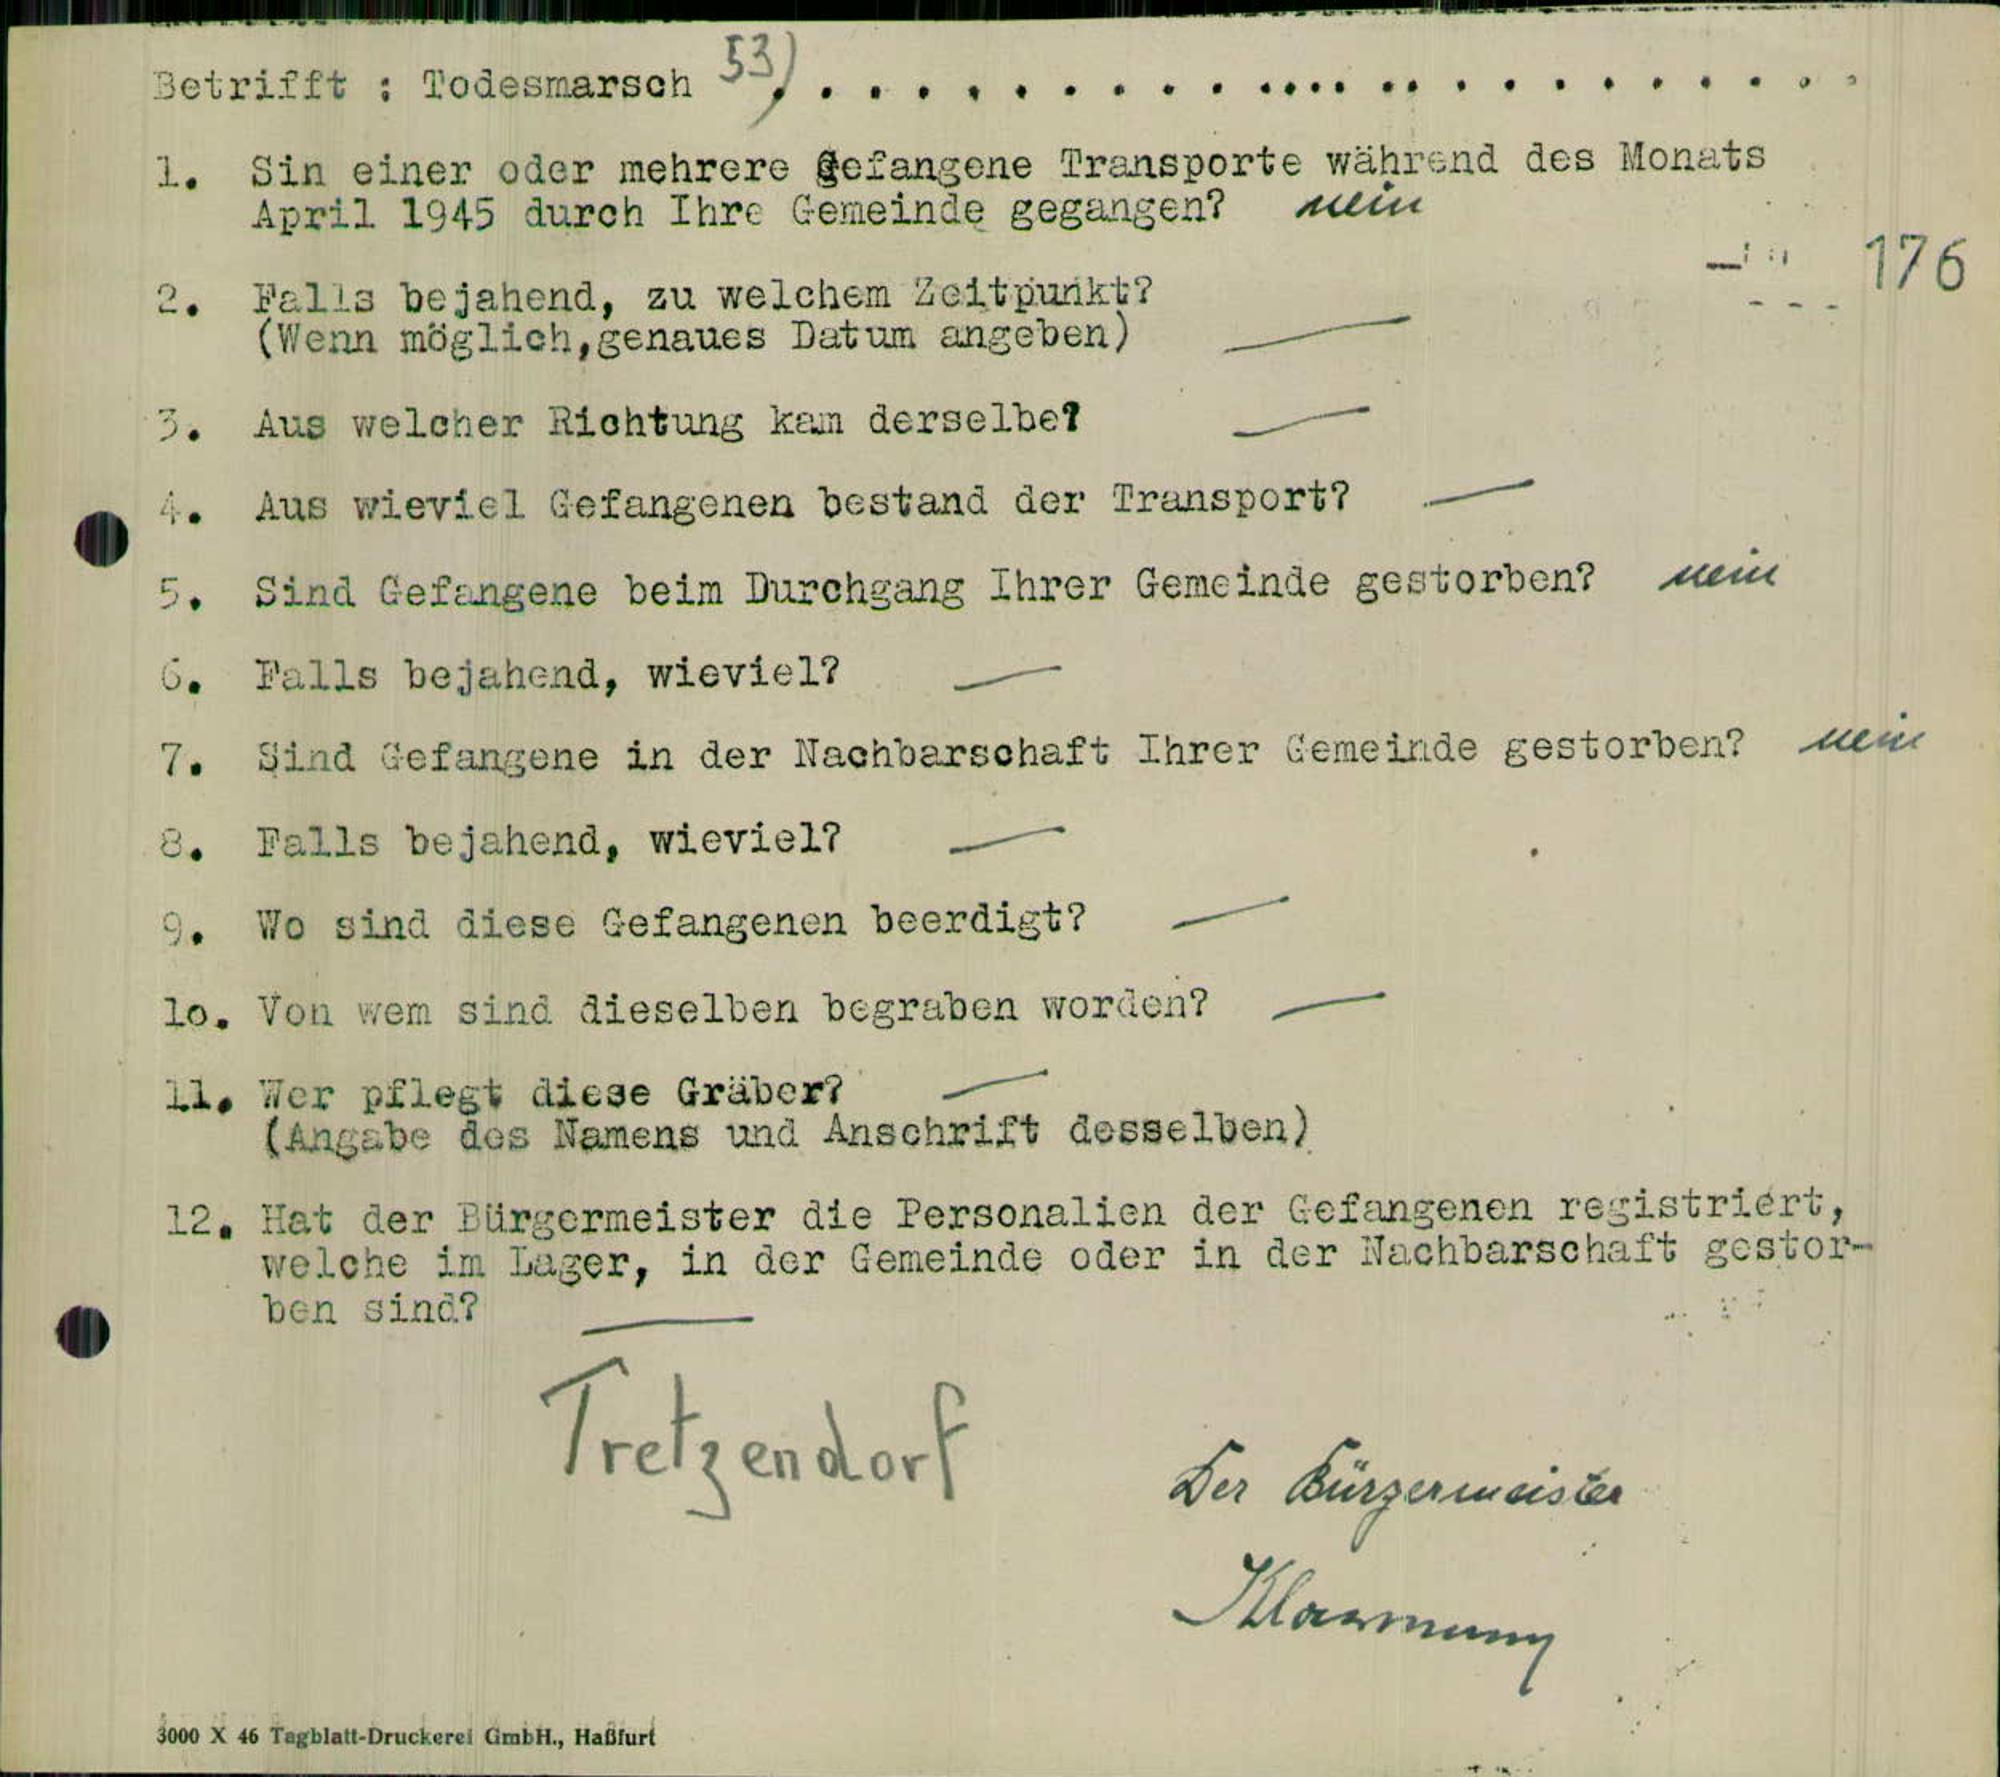 Betrifft : Todesmarsch 53) . . . . . . . . . . . . . . . . . . . . . . . . .
1. Sin einer oder mehrere Gefangene Transporte während des Monats
April 1945 durch Ihre Gemeinde gegangen? nein
176
2. Falls bejahend, zu welchem Zeitpunkt?
(Wenn möglich,genaues Datum angeben) —
3. Aus welcher Richtung kam derselbe? —
4. Aus wieviel Gefangenen bestand der Transport? —
5. Sind Gefangene beim Durchgang Ihrer Gemeinde gestorben? nein
6. Falls bejahend, wieviel? —
7. Sind Gefangene in der Nachbarschaft Ihrer Gemeinde gestorben? nein
8. Falls bejahend, wieviel? —
9. Wo sind diese Gefangenen beerdigt? —
lo. Von wem sind dieselben begraben worden? —
11. Wer pflegt diese Gräber? —
(Angabe des Namens und Anschrift desselben)
12. Hat der Bürgermeister die Personalien der Gefangenen registriert,
welche im Lager, in der Gemeinde oder in der Nachbarschaft gestor-
ben sind? —
Tretzendorf
Der Bürgermeister
3000 X 46 Tagblatt-Druckerei GmbH., Haßfurt